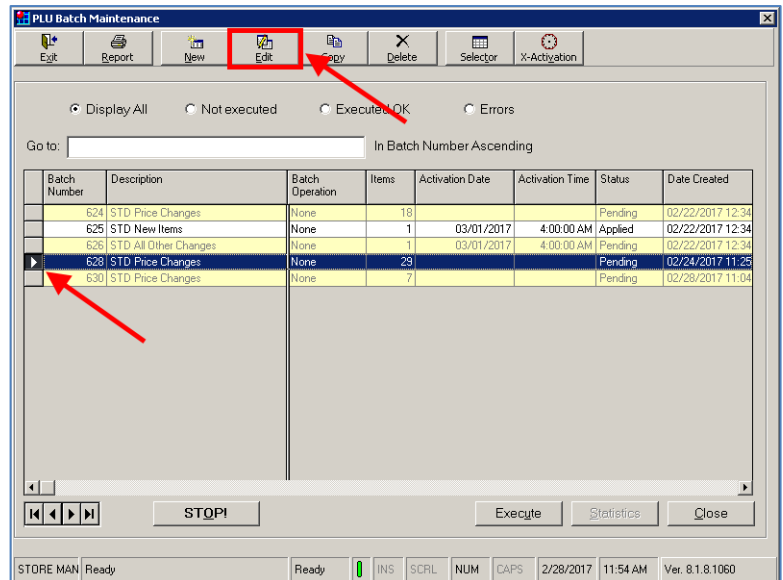 PLU Batch Maintenance
Exit Report New Edit Copy Delete Selector X-Activation
Display All Not executed Executed OK Errors
Go to: In Batch Number Ascending
Batch Number Description Batch Operation Items Activation Date Activation Time Status Date Created
624 STD Price Changes None 18 Pending 02/22/2017 12:34
625 STD New Items None 1 03/01/2017 4:00:00 AM Applied 02/22/2017 12:34
626 STD All Other Changes None 1 03/01/2017 4:00:00 AM Pending 02/22/2017 12:34
628 STD Price Changes None 29 Pending 02/24/2017 11:25
630 STD Price Changes None 7 Pending 02/28/2017 11:04
STOP! Execute Statistics Close
STORE MAN Ready Ready INS SCRL NUM CAPS 2/28/2017 11:54 AM Ver. 8.1.8.1060